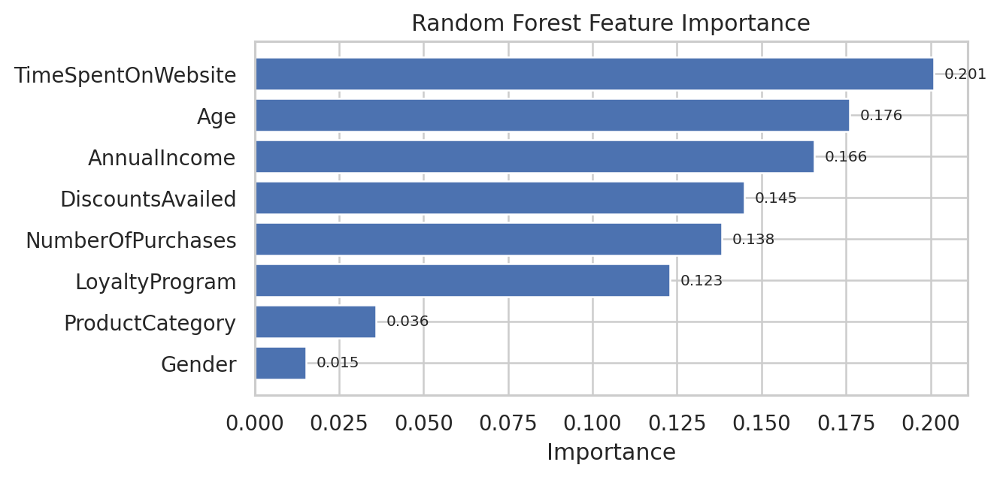 Random Forest Feature Importance
TimeSpentOnWebsite 0.201
Age 0.176
AnnualIncome 0.166
DiscountsAvailed 0.145
NumberOfPurchases 0.138
LoyaltyProgram 0.123
ProductCategory 0.036
Gender 0.015
0.000 0.025 0.050 0.075 0.100 0.125 0.150 0.175 0.200
Importance